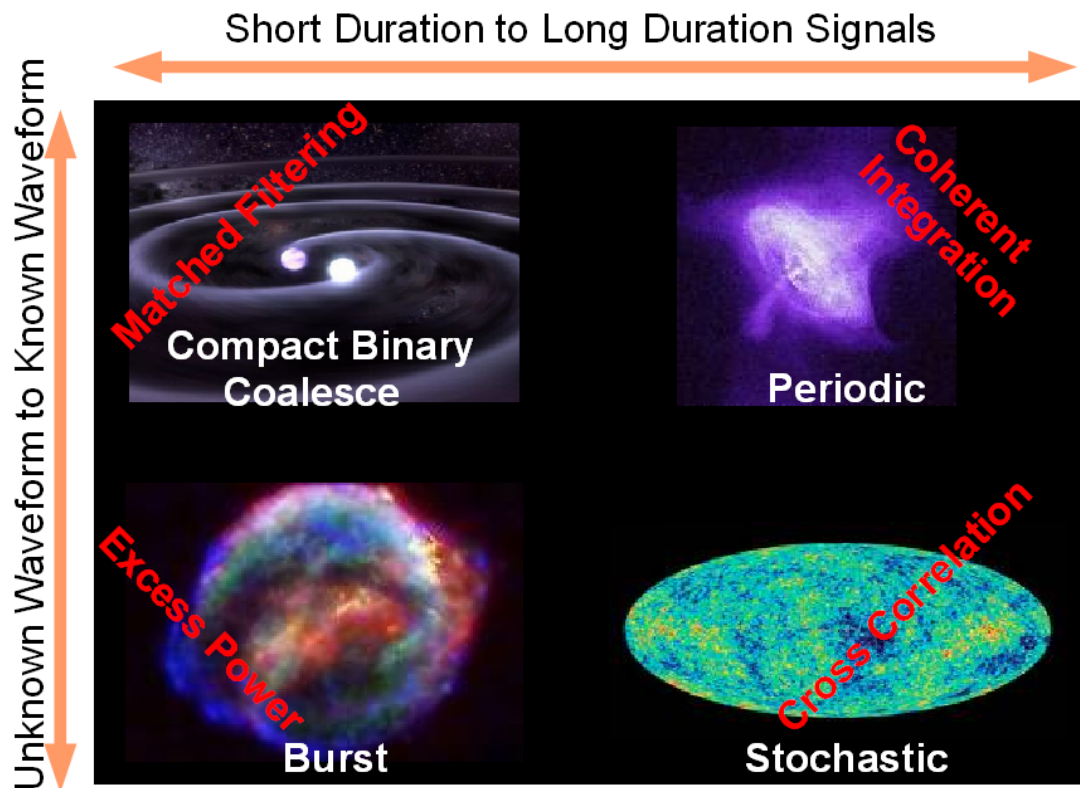 Short Duration to Long Duration Signals
Unknown Waveform to Known Waveform
Matched Filtering
Compact Binary
Coalesce
Coherent
Integration
Periodic
Excess Power
Burst
Cross Correlation
Stochastic